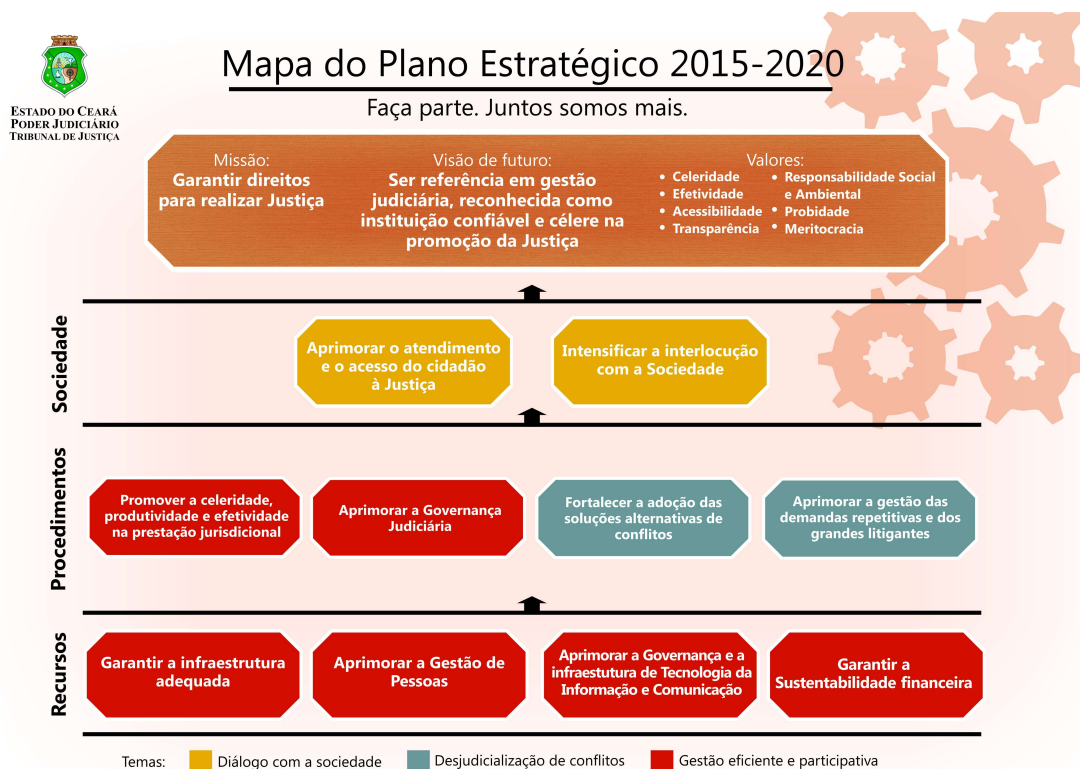 Mapa do Plano Estratégico 2015-2020
Faça parte. Juntos somos mais.
ESTADO DO CEARÁ
PODER JUDICIÁRIO
TRIBUNAL DE JUSTIÇA
Missão:
Garantir direitos
para realizar Justiça
Visão de futuro:
Ser referência em gestão
judiciária, reconhecida como
instituição confiável e célere na
promoção da Justiça
Valores:
• Celeridade
• Efetividade
• Acessibilidade
• Transparência
• Responsabilidade Social
e Ambiental
• Probidade
• Meritocracia
Sociedade
Aprimorar o atendimento
e o acesso do cidadão
à Justiça
Intensificar a interlocução
com a Sociedade
Procedimentos
Promover a celeridade,
produtividade e efetividade
na prestação jurisdicional
Aprimorar a Governança
Judiciária
Fortalecer a adoção das
soluções alternativas de
conflitos
Aprimorar a gestão das
demandas repetitivas e dos
grandes litigantes
Recursos
Garantir a infraestrutura
adequada
Aprimorar a Gestão de
Pessoas
Aprimorar a Governança e a
infraestutura de Tecnologia da
Informação e Comunicação
Garantir a
Sustentabilidade financeira
Temas:
Diálogo com a sociedade
Desjudicialização de conflitos
Gestão eficiente e participativa